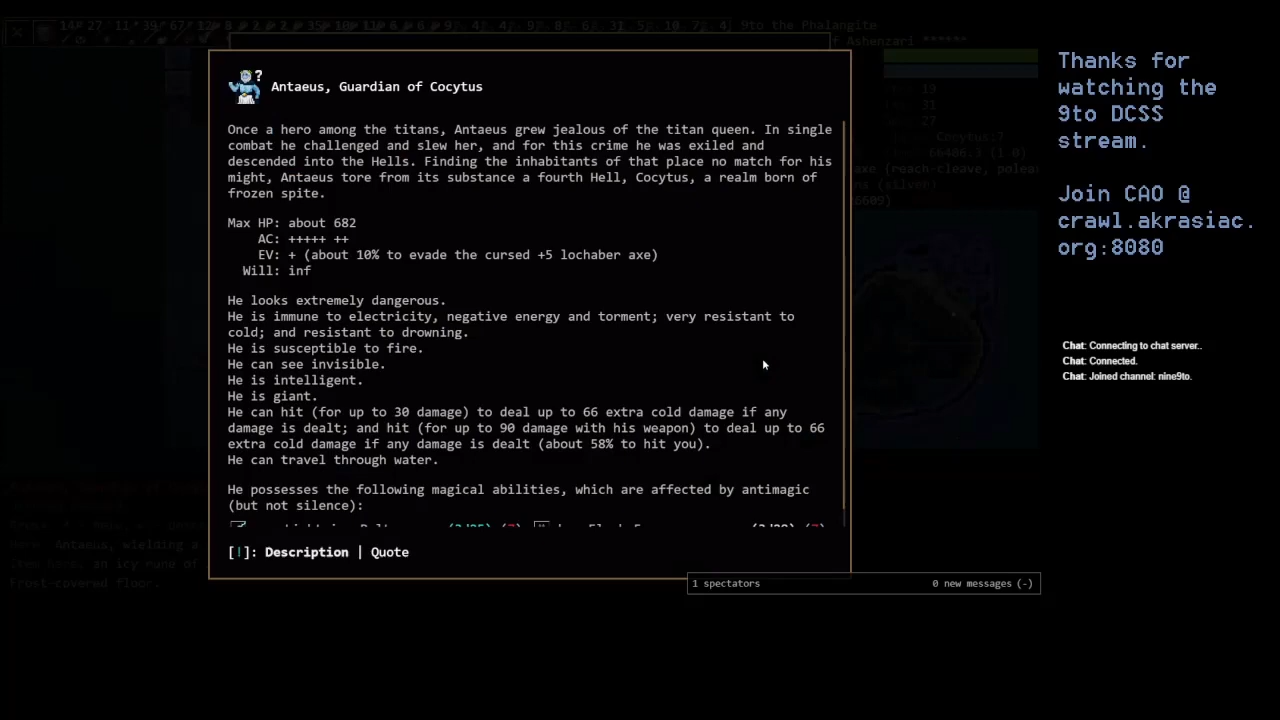 9to the Phalangite
Antaeus, Guardian of Cocytus
Once a hero among the titans, Antaeus grew jealous of the titan queen. In single
combat he challenged and slew her, and for this crime he was exiled and
descended into the Hells. Finding the inhabitants of that place no match for his
might, Antaeus tore from its substance a fourth Hell, Cocytus, a realm born of
frozen spite.
Max HP: about 682
AC: +++++ ++
EV: + (about 10% to evade the cursed +5 lochaber axe)
Will: inf
He looks extremely dangerous.
He is immune to electricity, negative energy and torment; very resistant to
cold; and resistant to drowning.
He is susceptible to fire.
He can see invisible.
He is intelligent.
He is giant.
He can hit (for up to 30 damage) to deal up to 66 extra cold damage if any
damage is dealt; and hit (for up to 90 damage with his weapon) to deal up to 66
extra cold damage if any damage is dealt (about 58% to hit you).
He can travel through water.
He possesses the following magical abilities, which are affected by antimagic
(but not silence):
[!]: Description | Quote
1 spectators
0 new messages (-)
Thanks for
watching the
9to DCSS
stream.
Join CAO @
crawl.akrasiac.
org:8080
Chat: Connecting to chat server..
Chat: Connected.
Chat: Joined channel: nine9to.